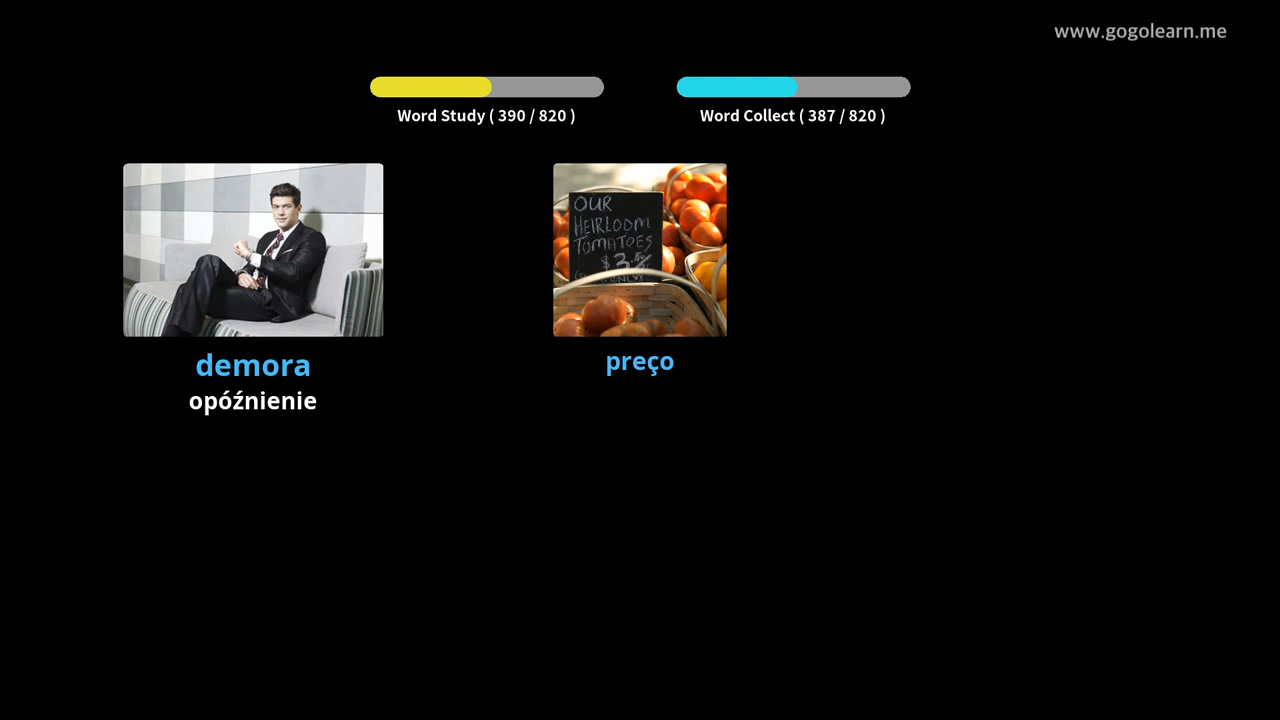 www.gogolearn.me
Word Study ( 390 / 820 )
Word Collect ( 387 / 820 )
OUR
HEIRLOOM
TOMATOES
demora
opóźnienie
preço